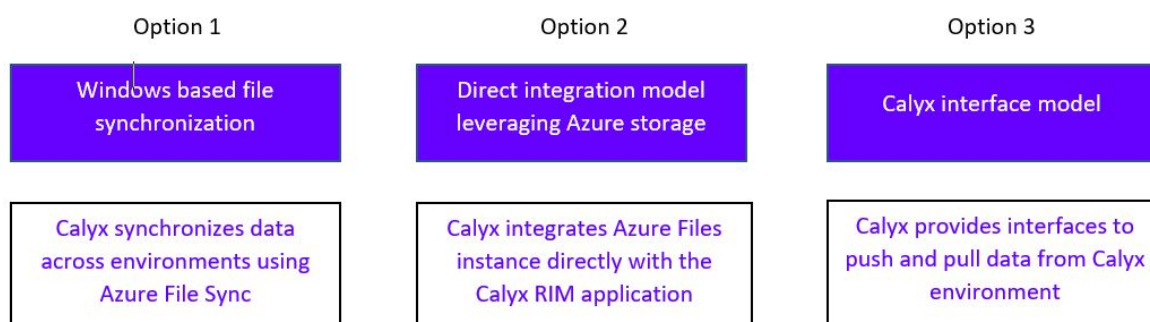 Option 1
Option 2
Option 3
Windows based file
synchronization
Direct integration model
leveraging Azure storage
Calyx interface model
Calyx synchronizes data
across environments using
Azure File Sync
Calyx integrates Azure Files
instance directly with the
Calyx RIM application
Calyx provides interfaces to
push and pull data from Calyx
environment